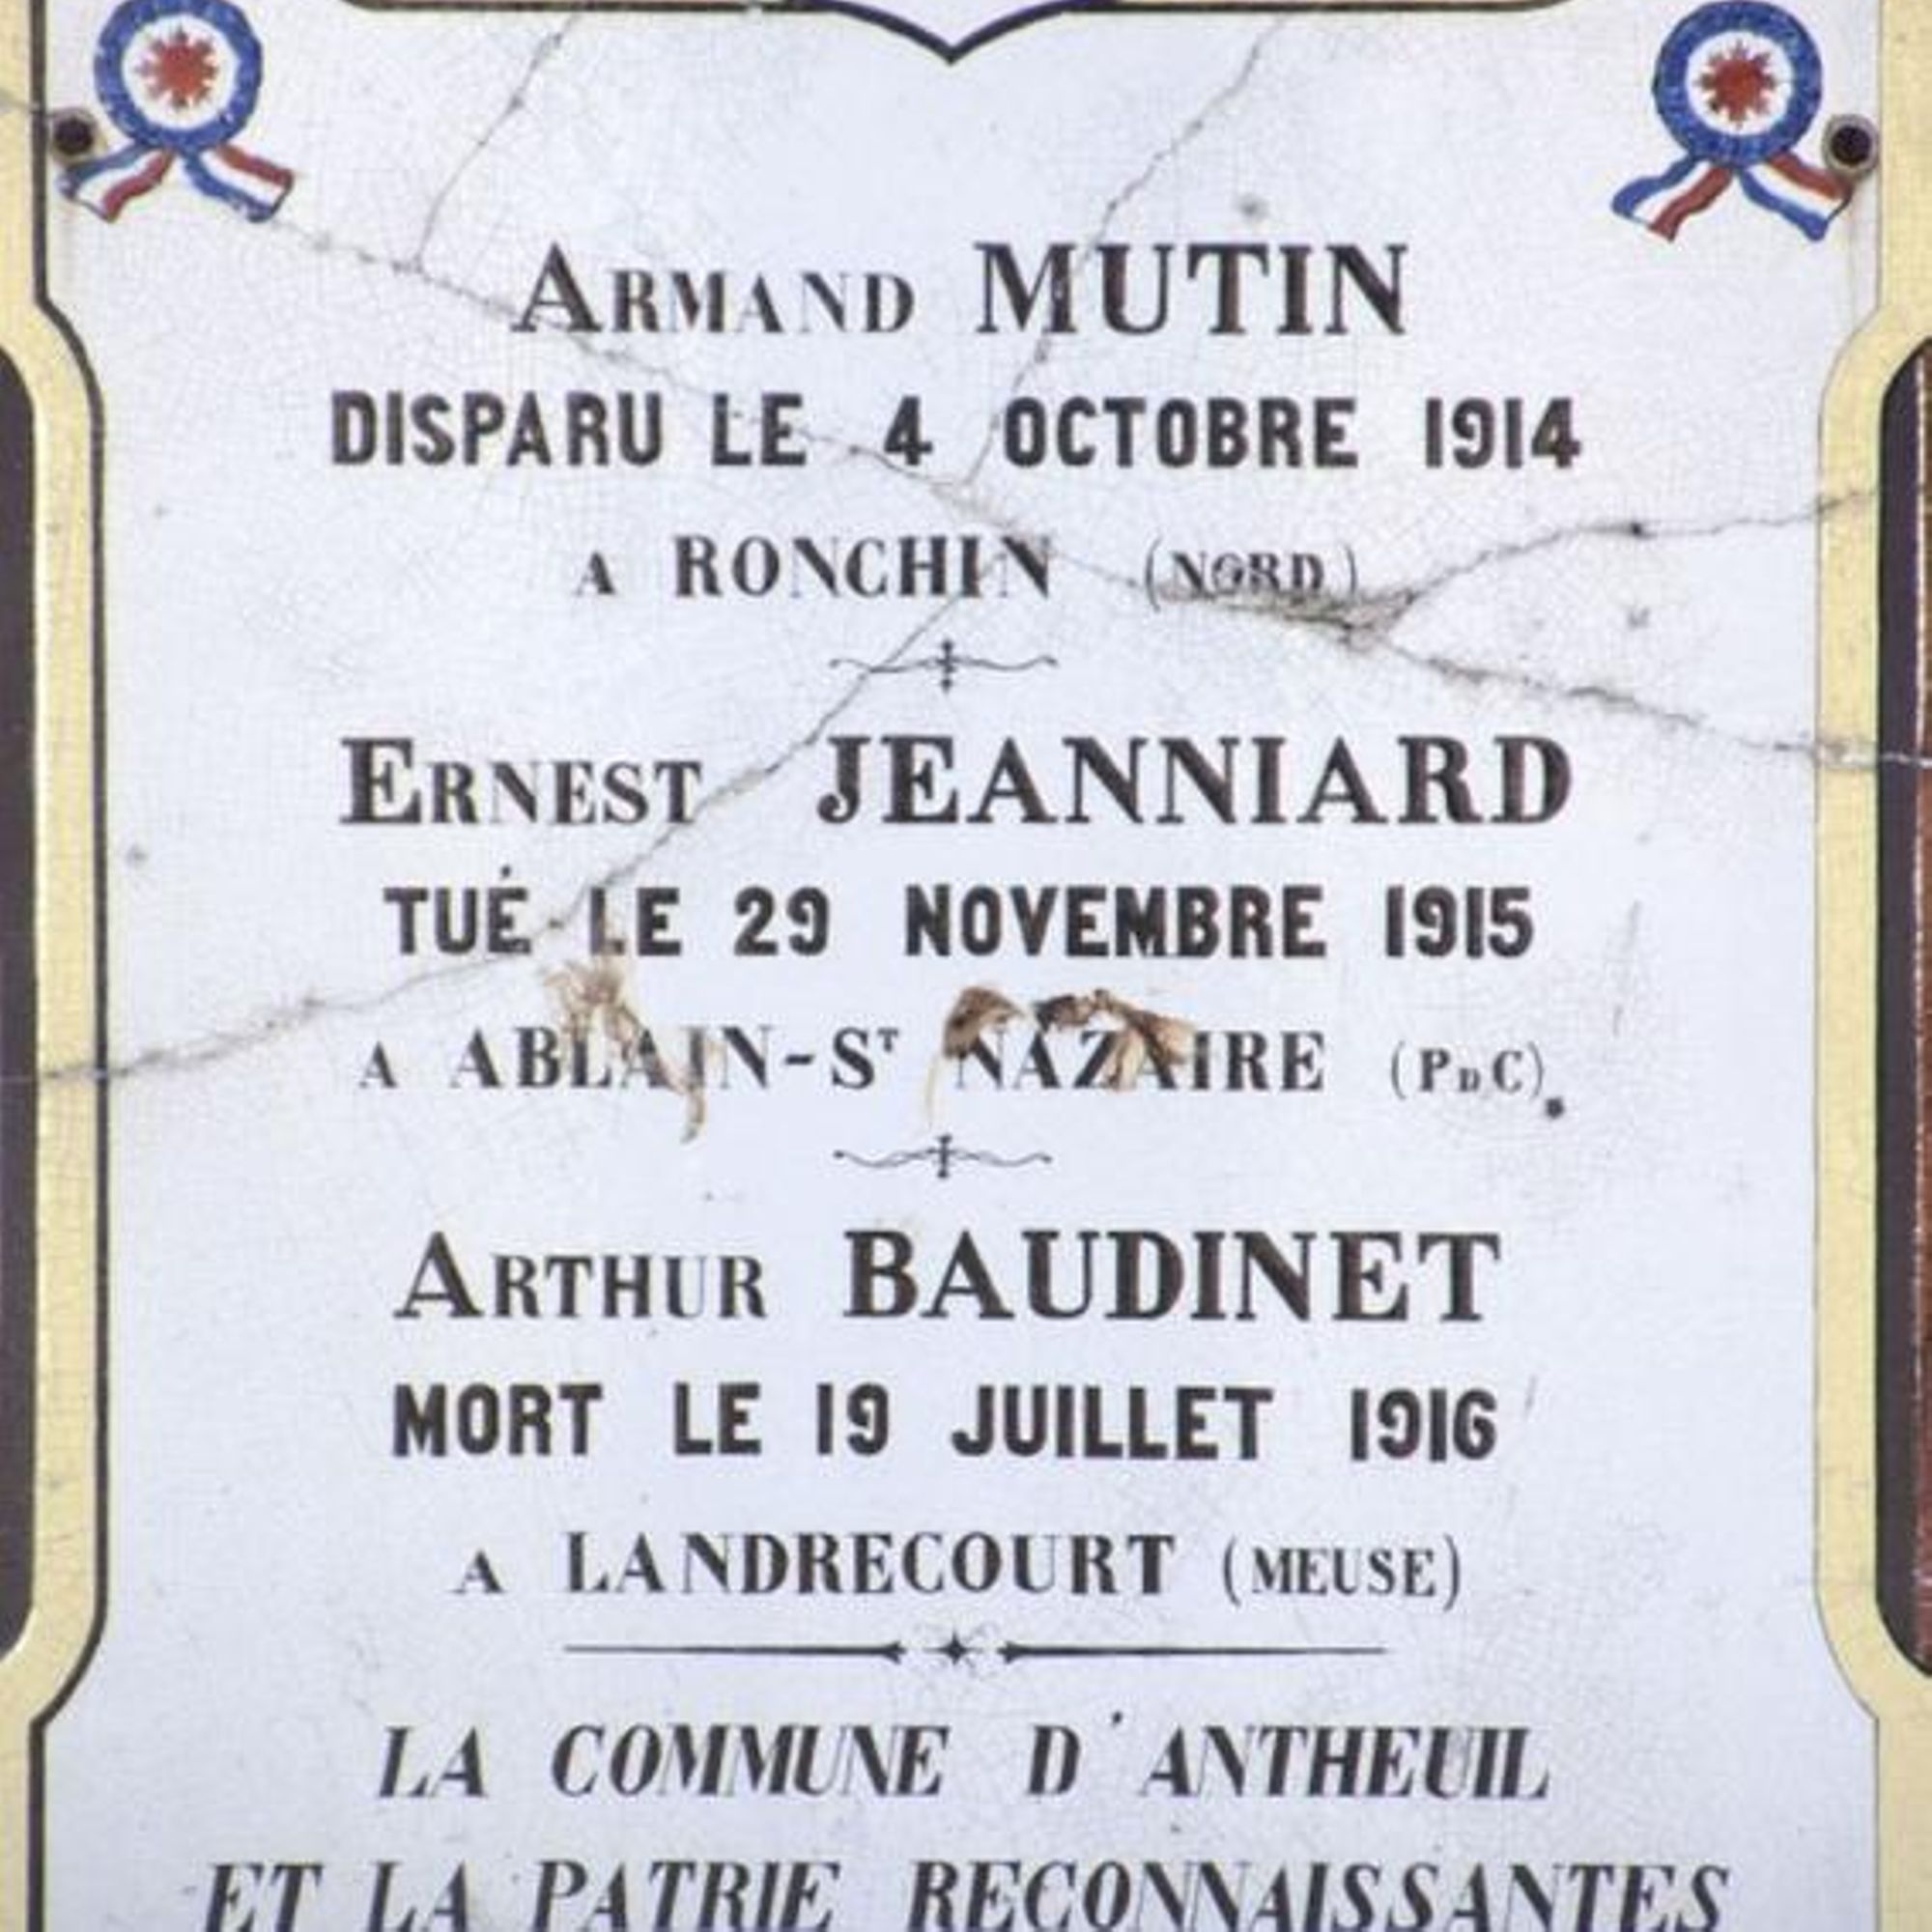 ARMAND MUTIN
DISPARU LE 4 OCTOBRE 1914
A RONCHIN (NORD)
ERNEST JEANNIARD
TUÉ LE 29 NOVEMBRE 1915
A ABLAIN-ST NAZAIRE (PDC)
ARTHUR BAUDINET
MORT LE 19 JUILLET 1916
A LANDRECOURT (MEUSE)
LA COMMUNE D'ANTHEUIL
ET LA PATRIE RECONNAISSANTES